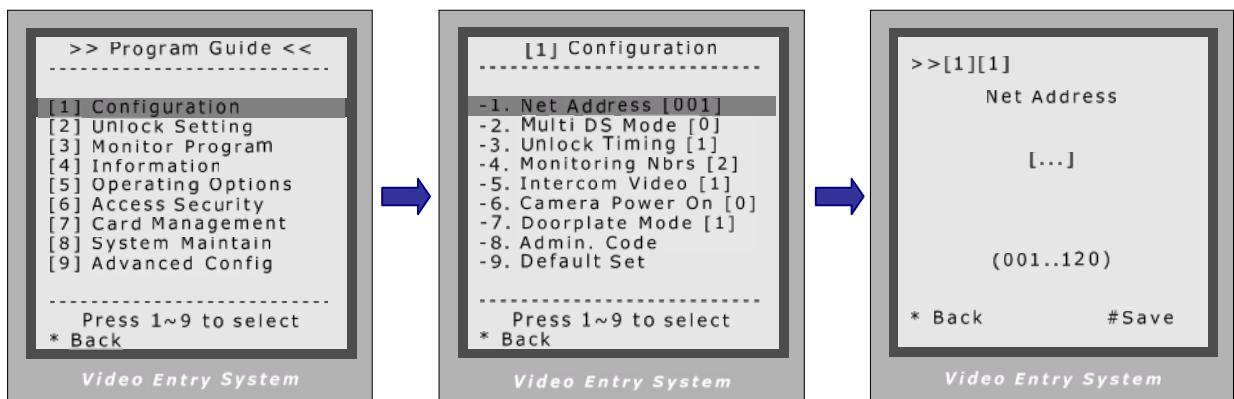 >> Program Guide <<
-----------------------------
[1] Configuration
[2] Unlock Setting
[3] Monitor Program
[4] Information
[5] Operating Options
[6] Access Security
[7] Card Management
[8] System Maintain
[9] Advanced Config
-----------------------------
Press 1~9 to select
* Back
Video Entry System
[1] Configuration
-----------------------------
-1. Net Address [001]
-2. Multi DS Mode [0]
-3. Unlock Timing [1]
-4. Monitoring Nbrs [2]
-5. Intercom Video [1]
-6. Camera Power On [0]
-7. Doorplate Mode [1]
-8. Admin. Code
-9. Default Set
-----------------------------
Press 1~9 to select
* Back
Video Entry System
>>[1][1]
Net Address
[...]
(001..120)
* Back #Save
Video Entry System